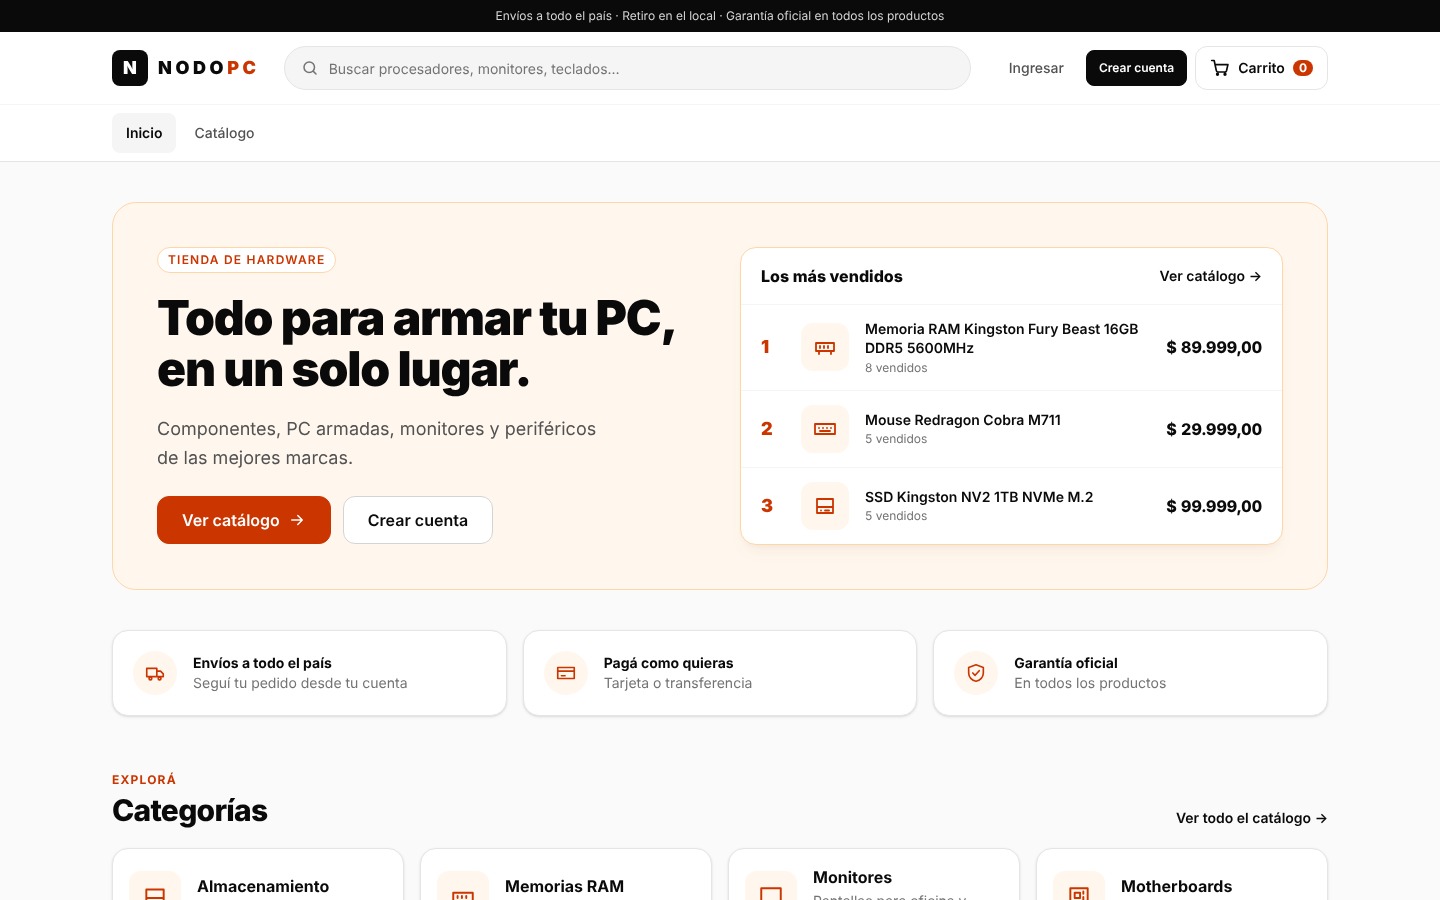 Envíos a todo el país · Retiro en el local · Garantía oficial en todos los productos
N NODOPC
Buscar procesadores, monitores, teclados...
Ingresar
Crear cuenta
Carrito 0
Inicio
Catálogo
TIENDA DE HARDWARE
Todo para armar tu PC,
en un solo lugar.
Componentes, PC armadas, monitores y periféricos
de las mejores marcas.
Ver catálogo →
Crear cuenta
Los más vendidos
Ver catálogo →
1
Memoria RAM Kingston Fury Beast 16GB
DDR5 5600MHz
8 vendidos
$ 89.999,00
2
Mouse Redragon Cobra M711
5 vendidos
$ 29.999,00
3
SSD Kingston NV2 1TB NVMe M.2
5 vendidos
$ 99.999,00
Envíos a todo el país
Seguí tu pedido desde tu cuenta
Pagá como quieras
Tarjeta o transferencia
Garantía oficial
En todos los productos
EXPLORÁ
Categorías
Ver todo el catálogo →
Almacenamiento
Memorias RAM
Monitores
Pantallas para oficina y
Motherboards